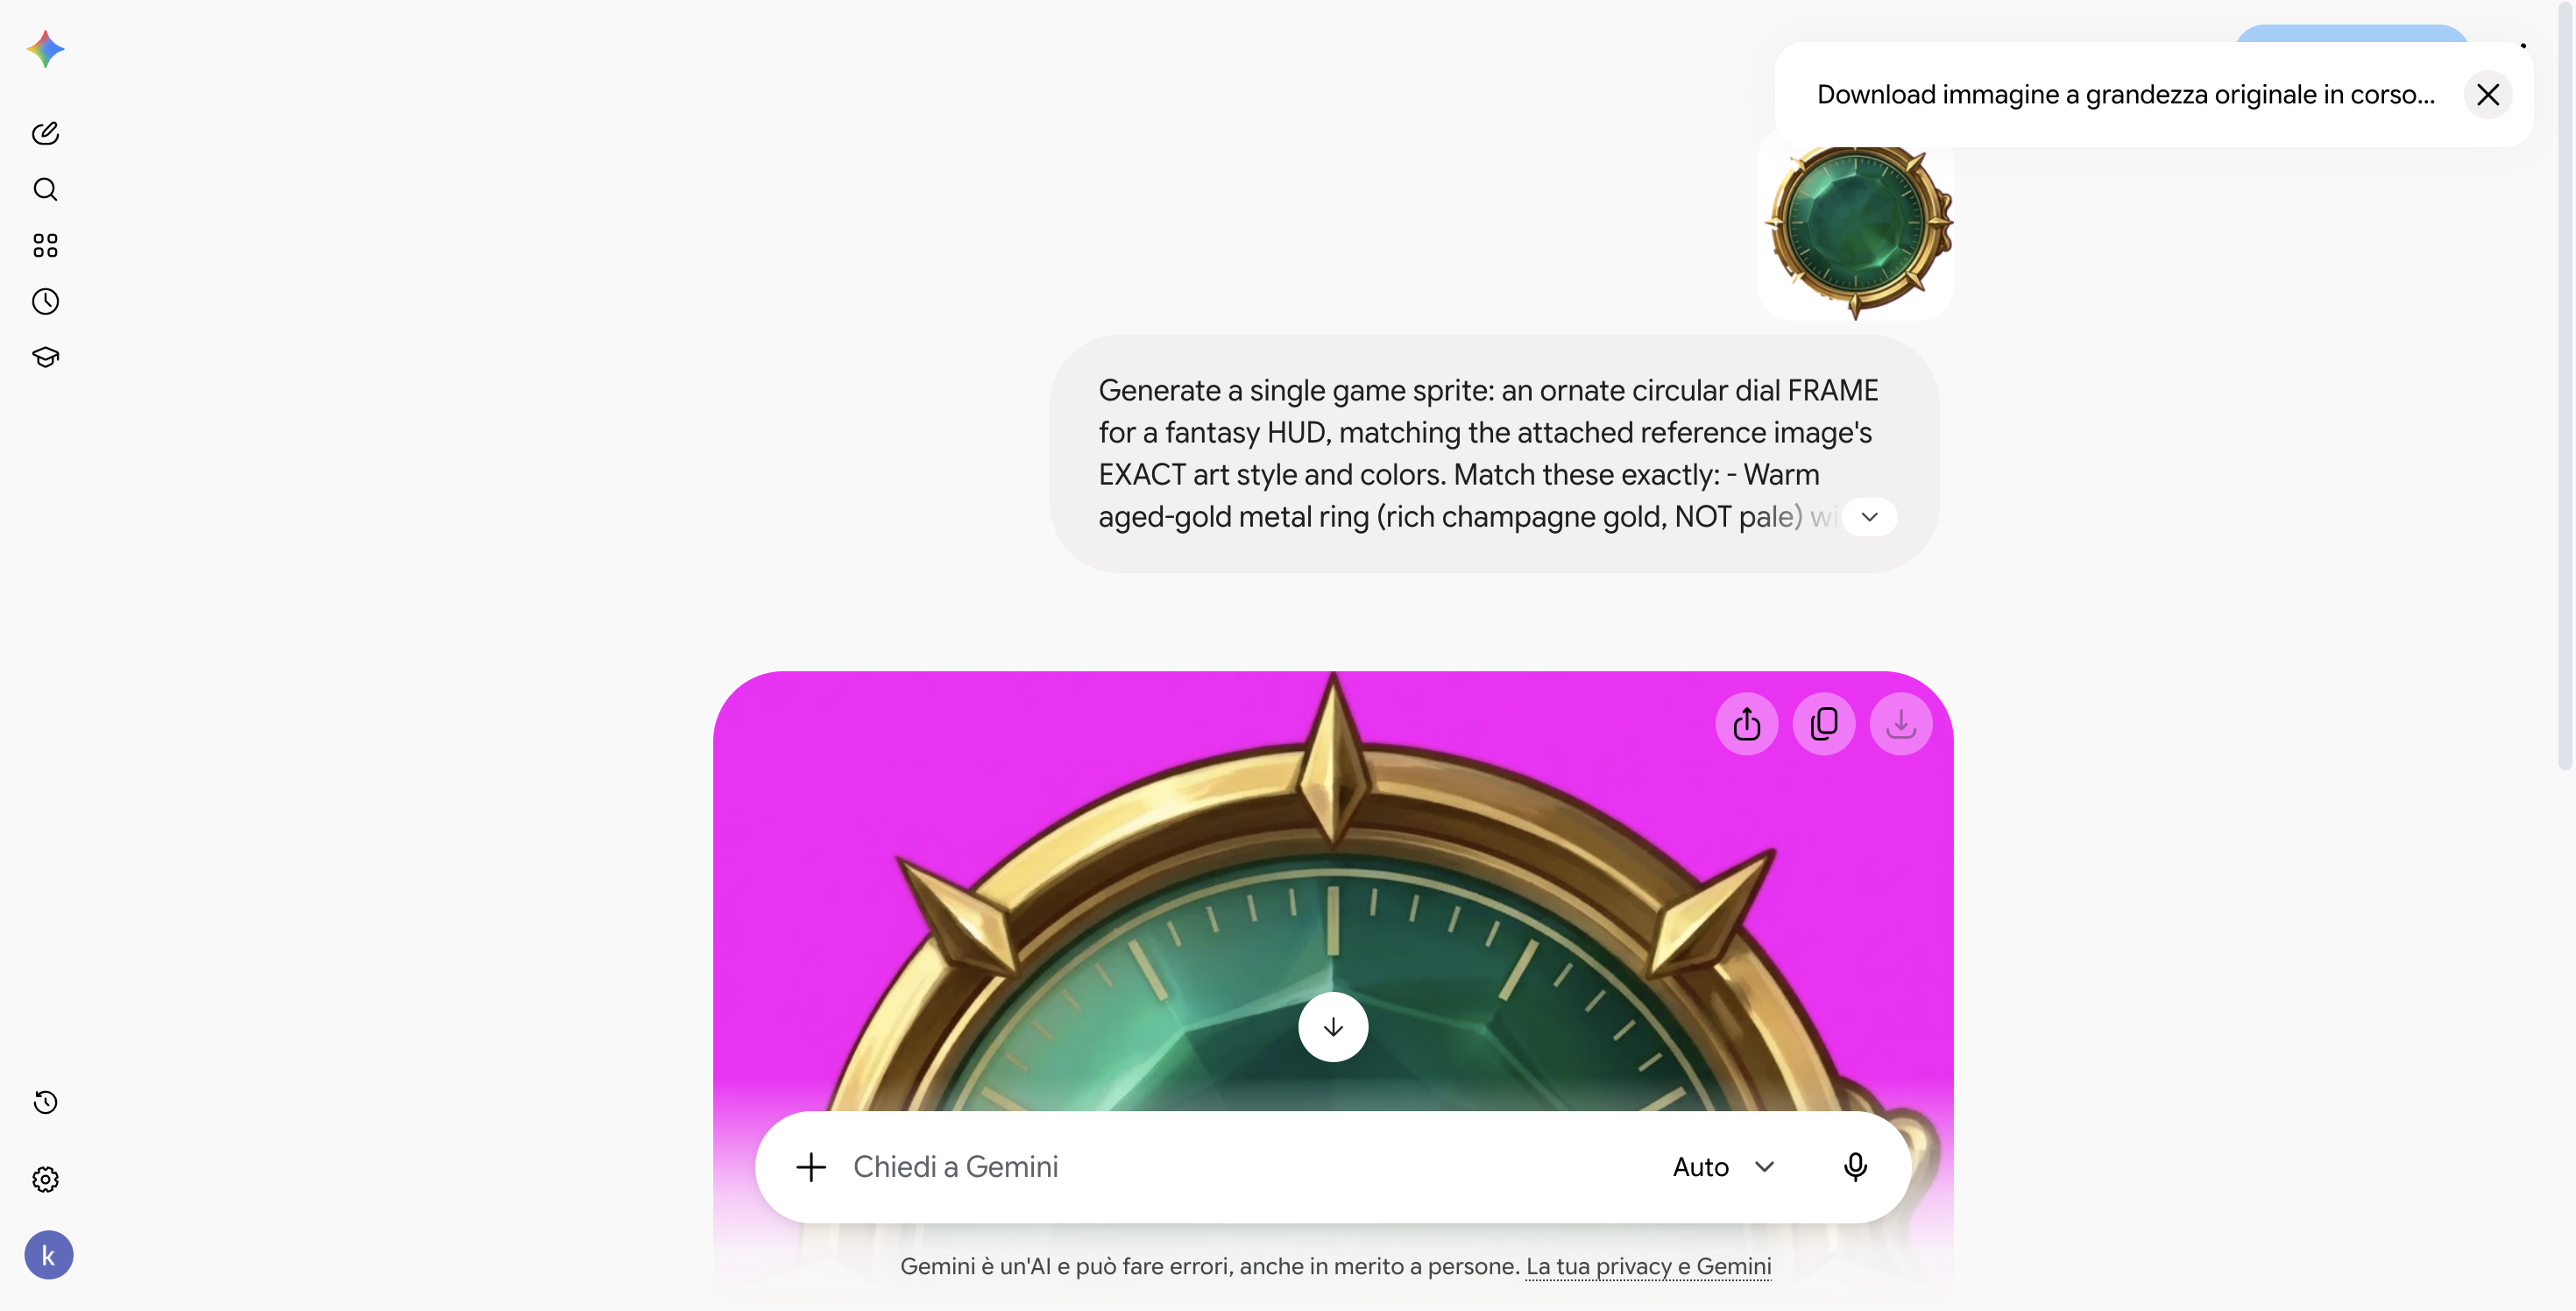 Download immagine a grandezza originale in corso...
Generate a single game sprite: an ornate circular dial FRAME
for a fantasy HUD, matching the attached reference image's
EXACT art style and colors. Match these exactly: - Warm
aged-gold metal ring (rich champagne gold, NOT pale) wi
Chiedi a Gemini
Auto
Gemini è un'AI e può fare errori, anche in merito a persone. La tua privacy e Gemini
k